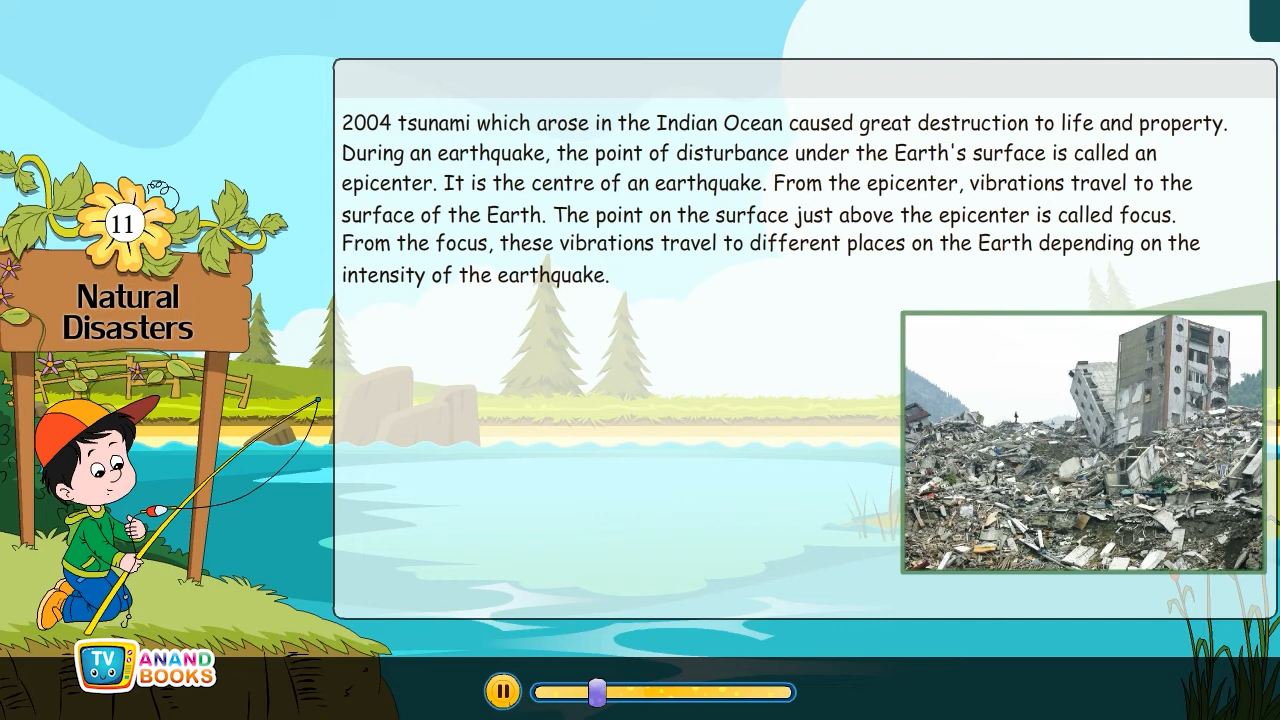 2004 tsunami which arose in the Indian Ocean caused great destruction to life and property.
During an earthquake, the point of disturbance under the Earth's surface is called an
epicenter. It is the centre of an earthquake. From the epicenter, vibrations travel to the
surface of the Earth. The point on the surface just above the epicenter is called focus.
From the focus, these vibrations travel to different places on the Earth depending on the
intensity of the earthquake.
11
Natural
Disasters
TV
ANAND
BOOKS